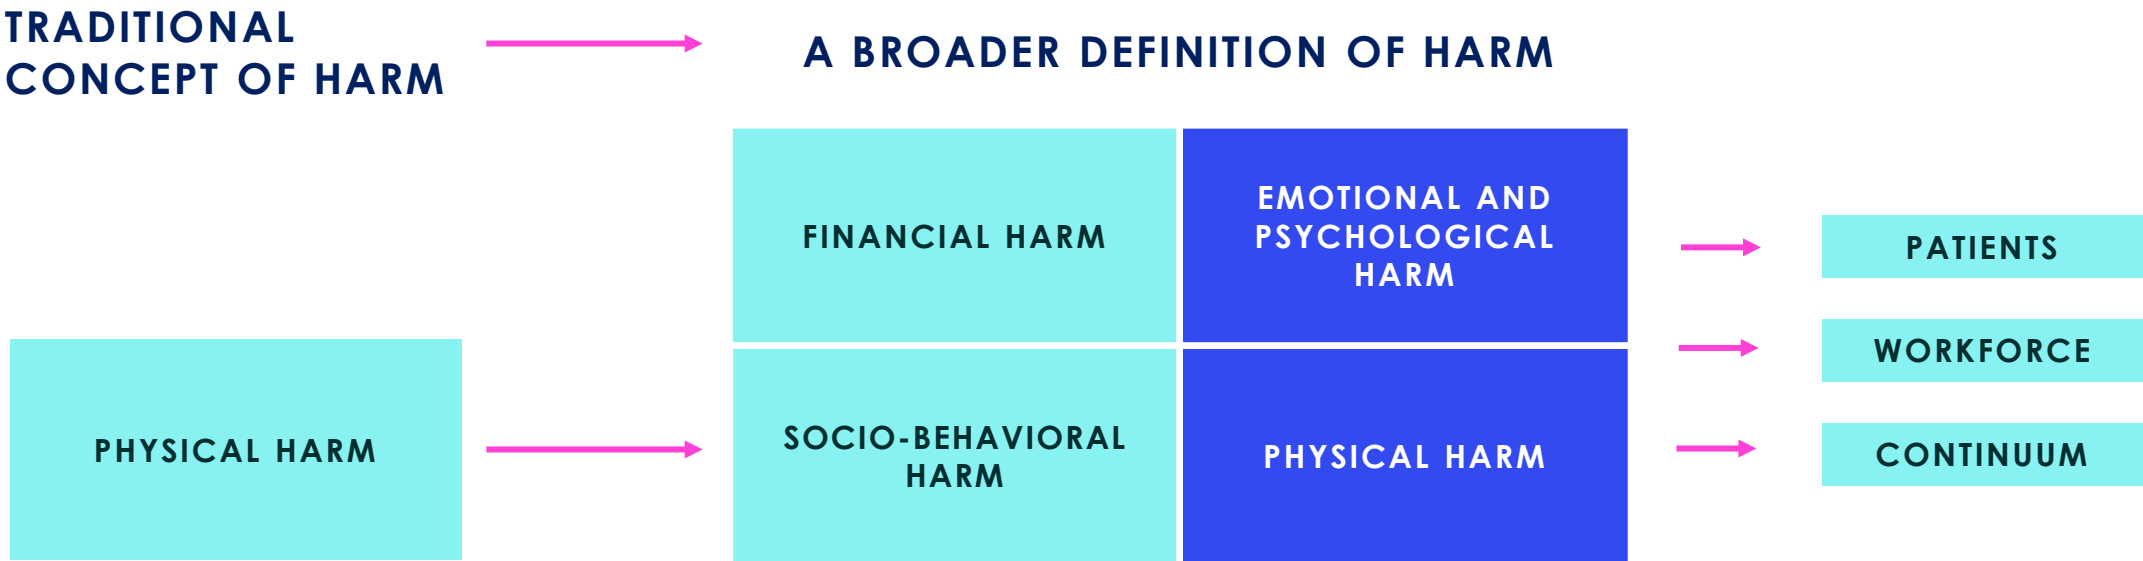 TRADITIONAL
CONCEPT OF HARM
A BROADER DEFINITION OF HARM
PHYSICAL HARM
FINANCIAL HARM
EMOTIONAL AND
PSYCHOLOGICAL
HARM
SOCIO-BEHAVIORAL
HARM
PHYSICAL HARM
PATIENTS
WORKFORCE
CONTINUUM